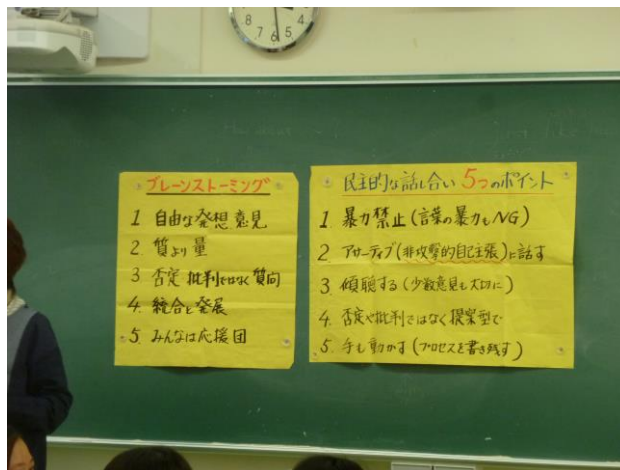 ブレーンストーミング
1 自由な発想 意見
2. 質より量
3 否定 批判ではなく 質問
4. 統合と発展
5. みんなは応援団
民主的な話し合い 5つのポイント
1 暴力禁止(言葉の暴力もNG)
2 アサーティブ(非攻撃的自己主張)に話す
3 傾聴する(少数意見も大切に)
4 否定や批判ではなく提案型で
5 手も動かす(プロセスを書き残す)
8 7 6 5 4